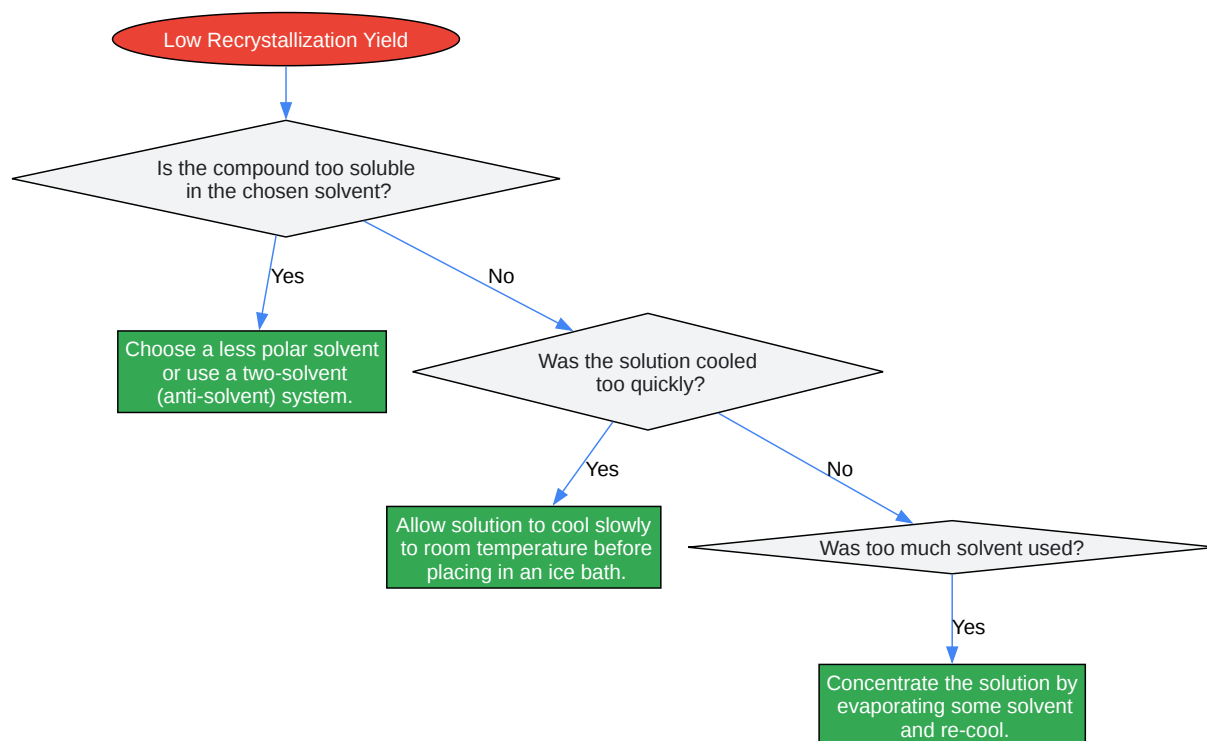 Low Recrystallization Yield
Is the compound too soluble
in the chosen solvent?
Yes
No
Choose a less polar solvent
or use a two-solvent
(anti-solvent) system.
Was the solution cooled
too quickly?
Yes
No
Allow solution to cool slowly
to room temperature before
placing in an ice bath.
Was too much solvent used?
Yes
Concentrate the solution by
evaporating some solvent
and re-cool.